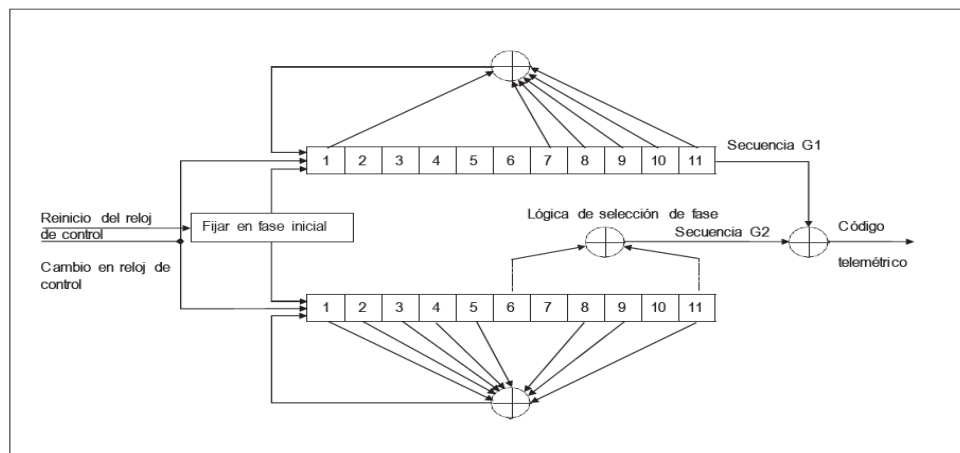 1 2 3 4 5 6 7 8 9 10 11
Secuencia G1
Reinicio del reloj
de control
Fijar en fase inicial
Lógica de selección de fase
Secuencia G2
Código
telemétrico
Cambio en reloj de
control
1 2 3 4 5 6 7 8 9 10 11